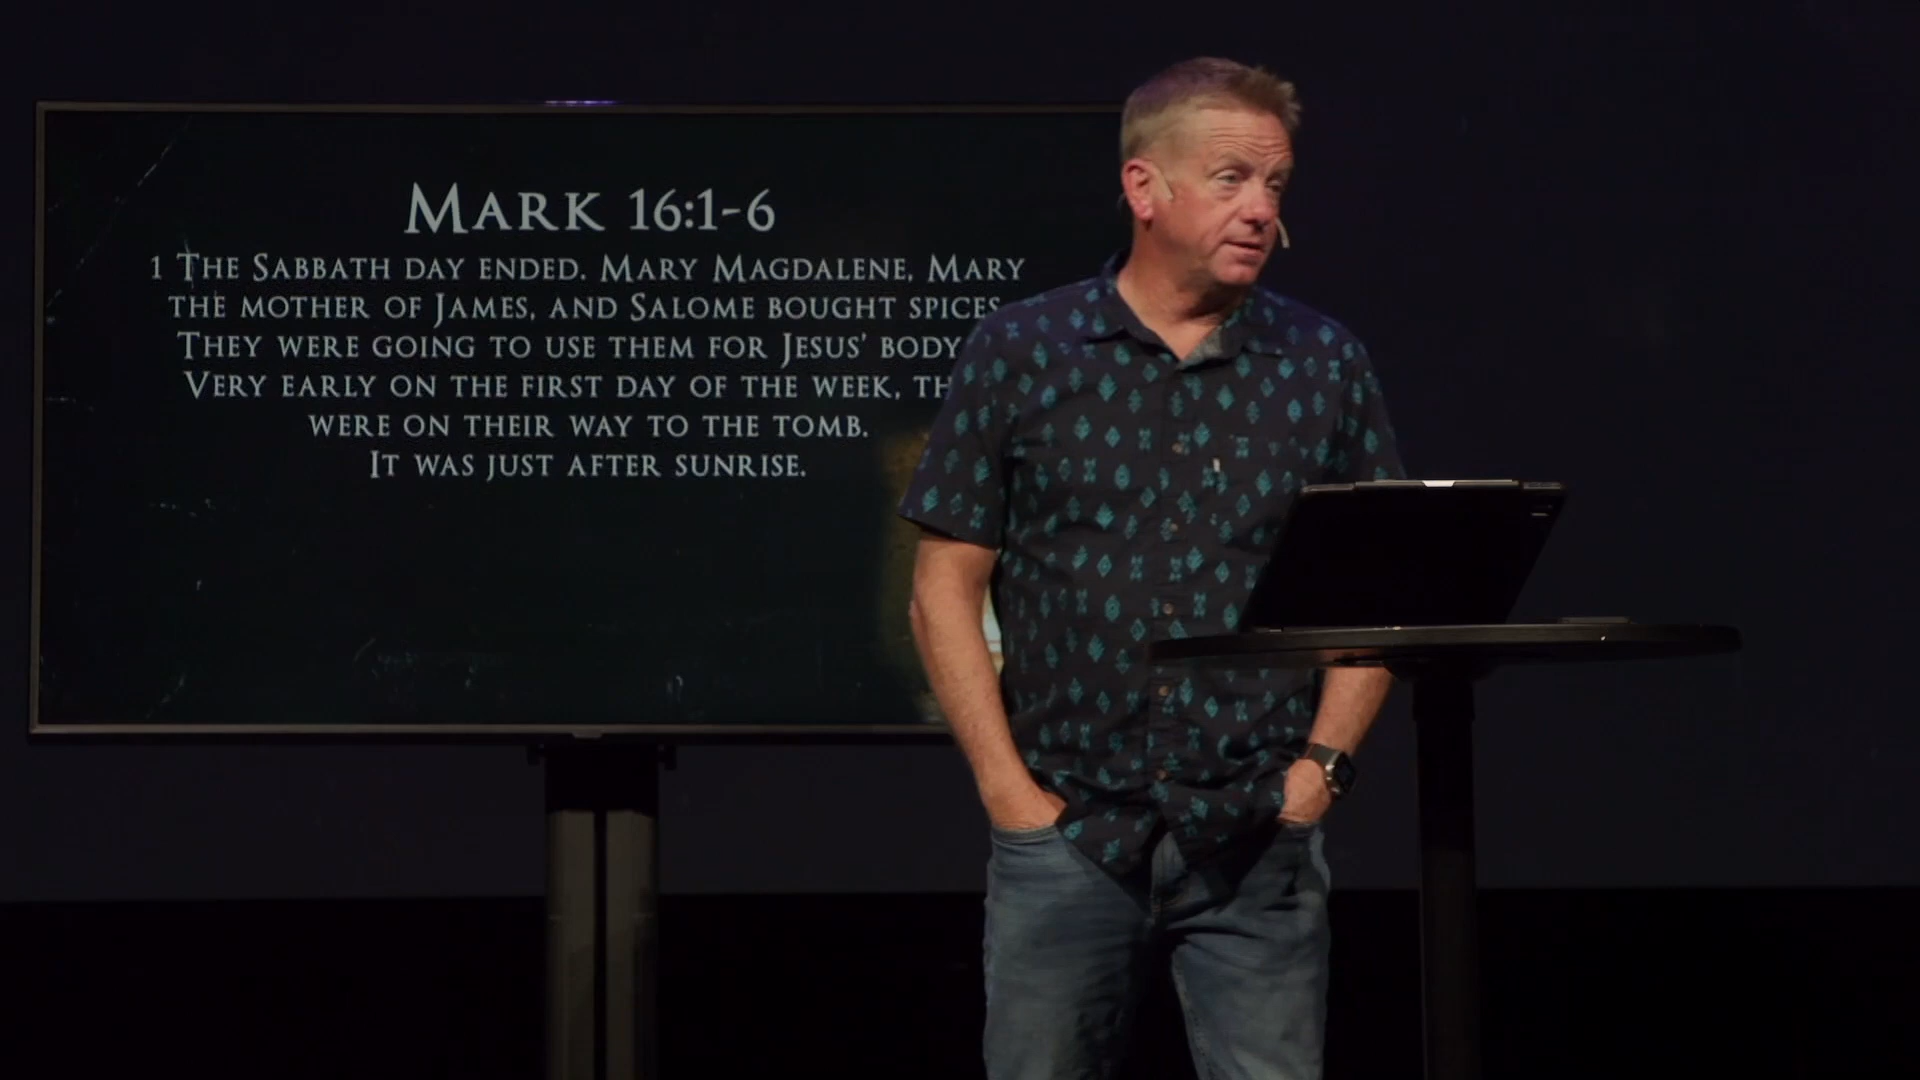 Mark 16:1-6
1 The Sabbath day ended. Mary Magdalene, Mary
the mother of James, and Salome bought spices
They were going to use them for Jesus' body
Very early on the first day of the week,
were on their way to the tomb.
It was just after sunrise.